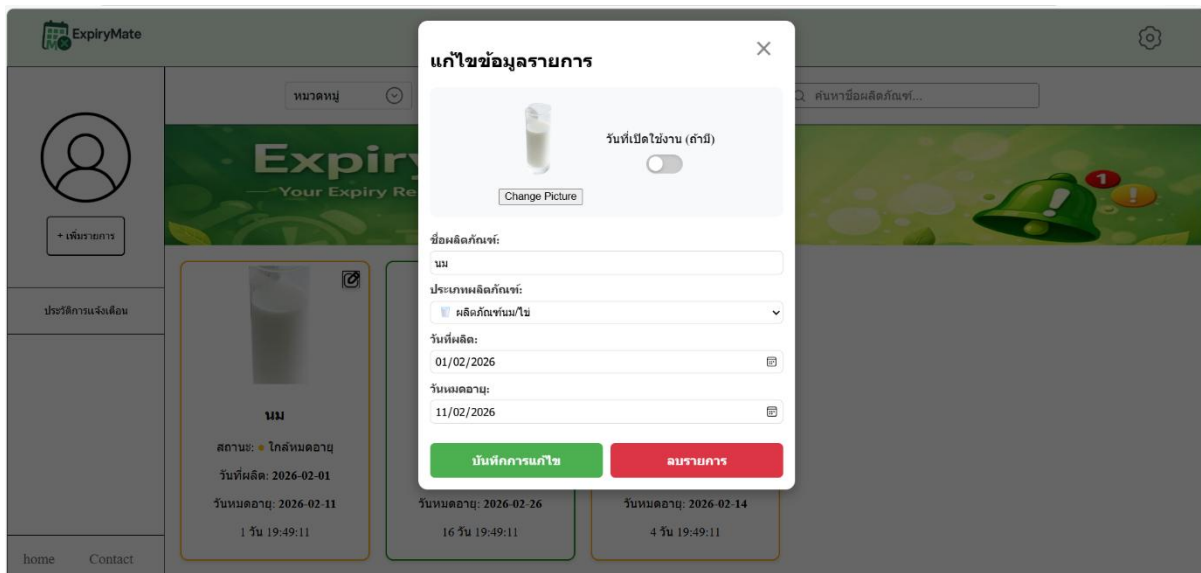 ExpiryMate
แก้ไขข้อมูลรายการ
หมวดหมู่
ค้นหาชื่อผลิตภัณฑ์...
วันที่เปิดใช้งาน (ถ้ามี)
Change Picture
Expir
Your Expiry Re
1
+ เพิ่มรายการ
ประวัติการแจ้งเตือน
ชื่อผลิตภัณฑ์:
นม
ประเภทผลิตภัณฑ์:
ผลิตภัณฑ์นม/ไข่
วันที่ผลิต:
01/02/2026
วันหมดอายุ:
11/02/2026
บันทึกการแก้ไข
ลบรายการ
นม
สถานะ: ใกล้หมดอายุ
วันที่ผลิต: 2026-02-01
วันหมดอายุ: 2026-02-11
1 วัน 19:49:11
วันหมดอายุ: 2026-02-26
16 วัน 19:49:11
วันหมดอายุ: 2026-02-14
4 วัน 19:49:11
home Contact